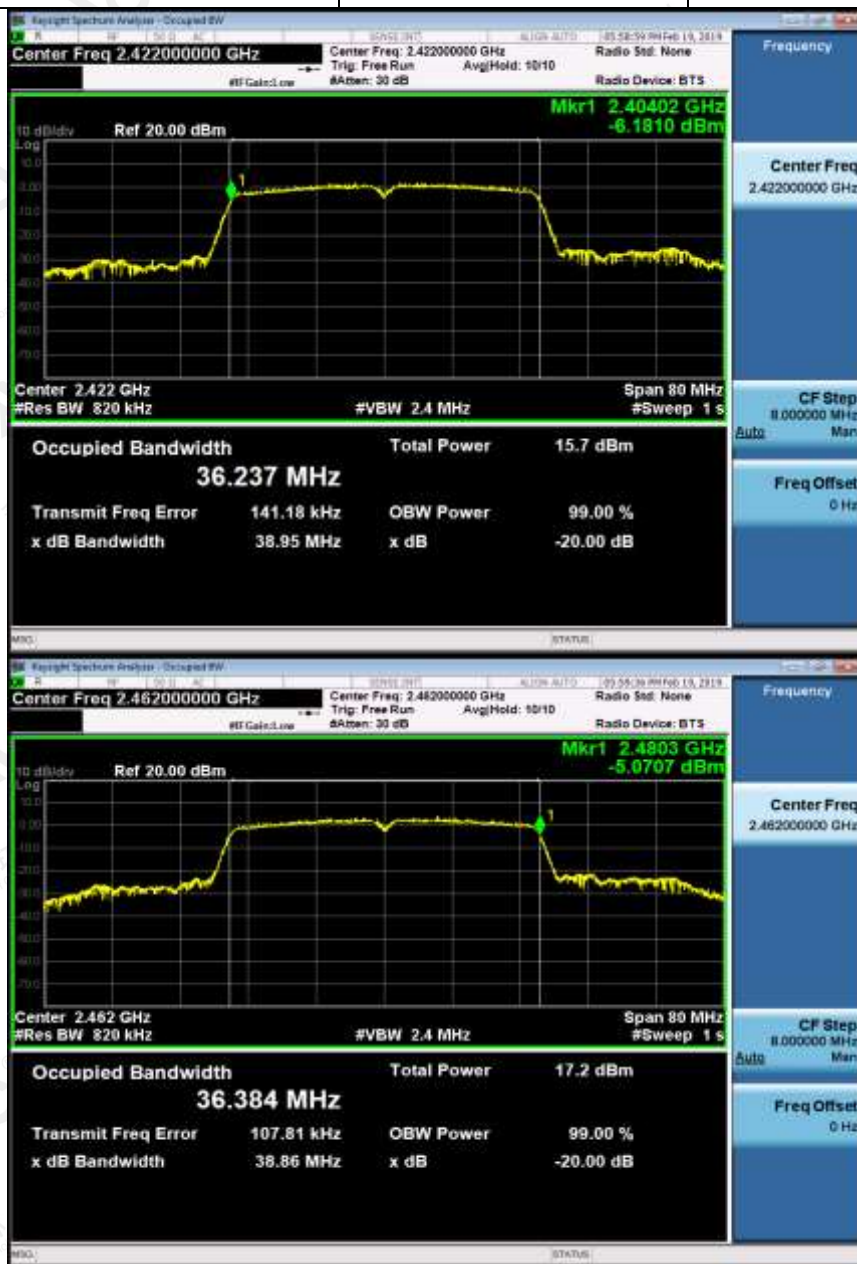 Keysight Spectrum Analyzer - Occupied BW
Center Freq 2.422000000 GHz
Center Freq: 2.422000000 GHz
Radio Std: None
Trig: Free Run Avg|Hold: 10/10
#IFGain:Low
#Atten: 30 dB
Radio Device: BTS
Frequency
Mkr1 2.40402 GHz
-6.1810 dBm
10 dB/div Ref 20.00 dBm
Log
1
Center Freq
2.422000000 GHz
Center 2.422 GHz
Span 80 MHz
#Res BW 820 kHz
#VBW 2.4 MHz
#Sweep 1 s
CF Step
8.000000 MHz
Auto Man
Freq Offset
0 Hz
Occupied Bandwidth
36.237 MHz
Total Power 15.7 dBm
Transmit Freq Error 141.18 kHz
OBW Power 99.00 %
x dB Bandwidth 38.95 MHz
x dB -20.00 dB
MSG
STATUS
Keysight Spectrum Analyzer - Occupied BW
Center Freq 2.462000000 GHz
Center Freq: 2.462000000 GHz
Radio Std: None
Trig: Free Run Avg|Hold: 10/10
#IFGain:Low
#Atten: 30 dB
Radio Device: BTS
Frequency
Mkr1 2.4803 GHz
-5.0707 dBm
10 dB/div Ref 20.00 dBm
Log
1
Center Freq
2.462000000 GHz
Center 2.462 GHz
Span 80 MHz
#Res BW 820 kHz
#VBW 2.4 MHz
#Sweep 1 s
CF Step
8.000000 MHz
Auto Man
Freq Offset
0 Hz
Occupied Bandwidth
36.384 MHz
Total Power 17.2 dBm
Transmit Freq Error 107.81 kHz
OBW Power 99.00 %
x dB Bandwidth 38.86 MHz
x dB -20.00 dB
MSG
STATUS